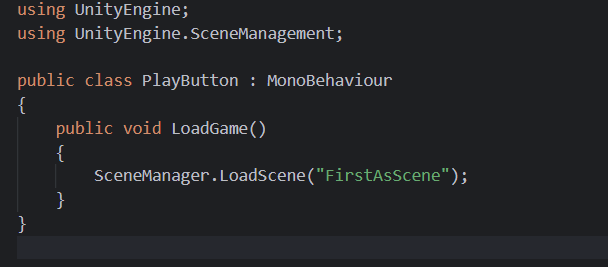 using UnityEngine;
using UnityEngine.SceneManagement;
public class PlayButton : MonoBehaviour
{
public void LoadGame()
{
SceneManager.LoadScene("FirstAsScene");
}
}